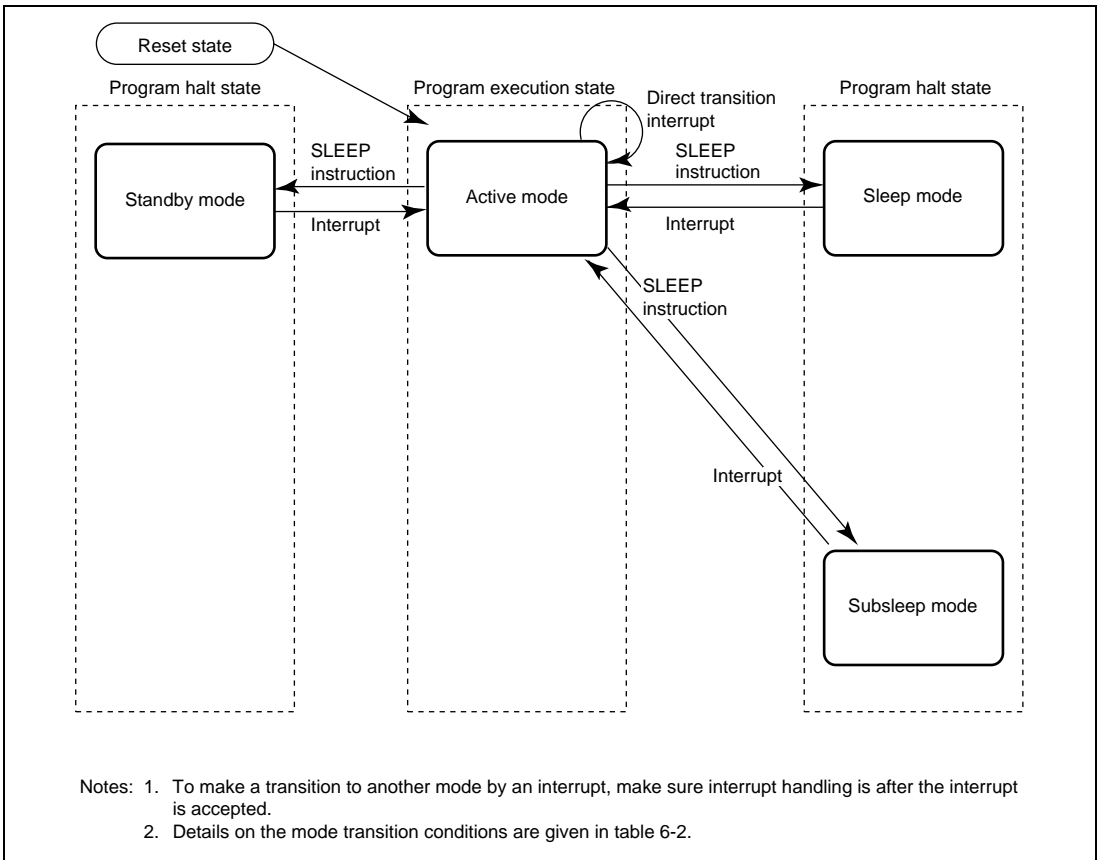 Reset state
Program halt state
Program execution state
Program halt state
Direct transition
interrupt
SLEEP
instruction
SLEEP
instruction
Standby mode
Active mode
Sleep mode
Interrupt
Interrupt
SLEEP
instruction
Interrupt
Subsleep mode
Notes: 1. To make a transition to another mode by an interrupt, make sure interrupt handling is after the interrupt
is accepted.
2. Details on the mode transition conditions are given in table 6-2.